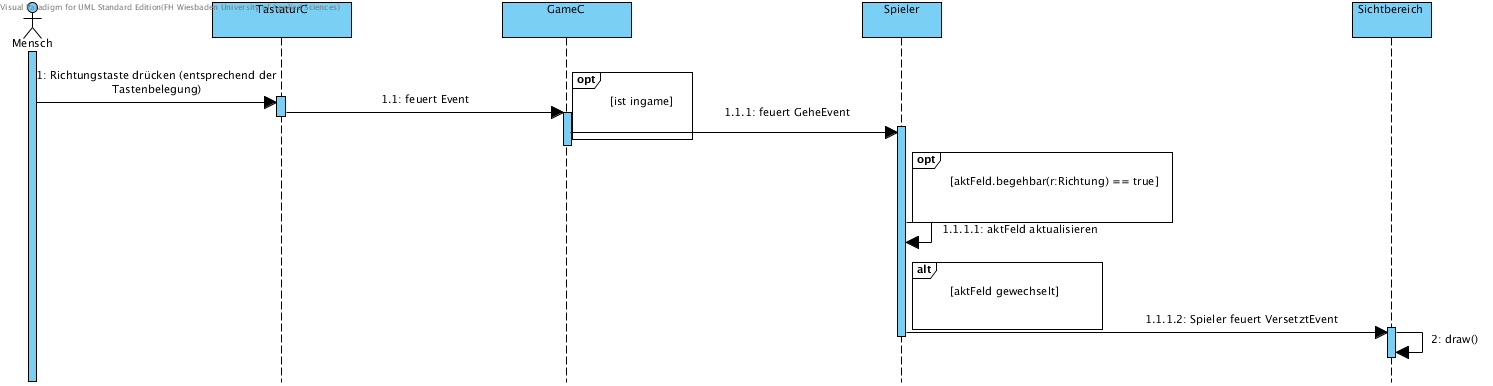 Visual Paradigm for UML Standard Edition(FH Wiesbaden University of Applied Sciences)
TastaturC
GameC
Spieler
Sichtbereich
Mensch
1: Richtungstaste drücken (entsprechend der
Tastenbelegung)
1.1: feuert Event
opt
[ist ingame]
1.1.1: feuert GeheEvent
opt
[aktFeld.begehbar(r:Richtung) == true]
1.1.1.1: aktFeld aktualisieren
alt
[aktFeld gewechselt]
1.1.1.2: Spieler feuert VersetztEvent
2: draw()